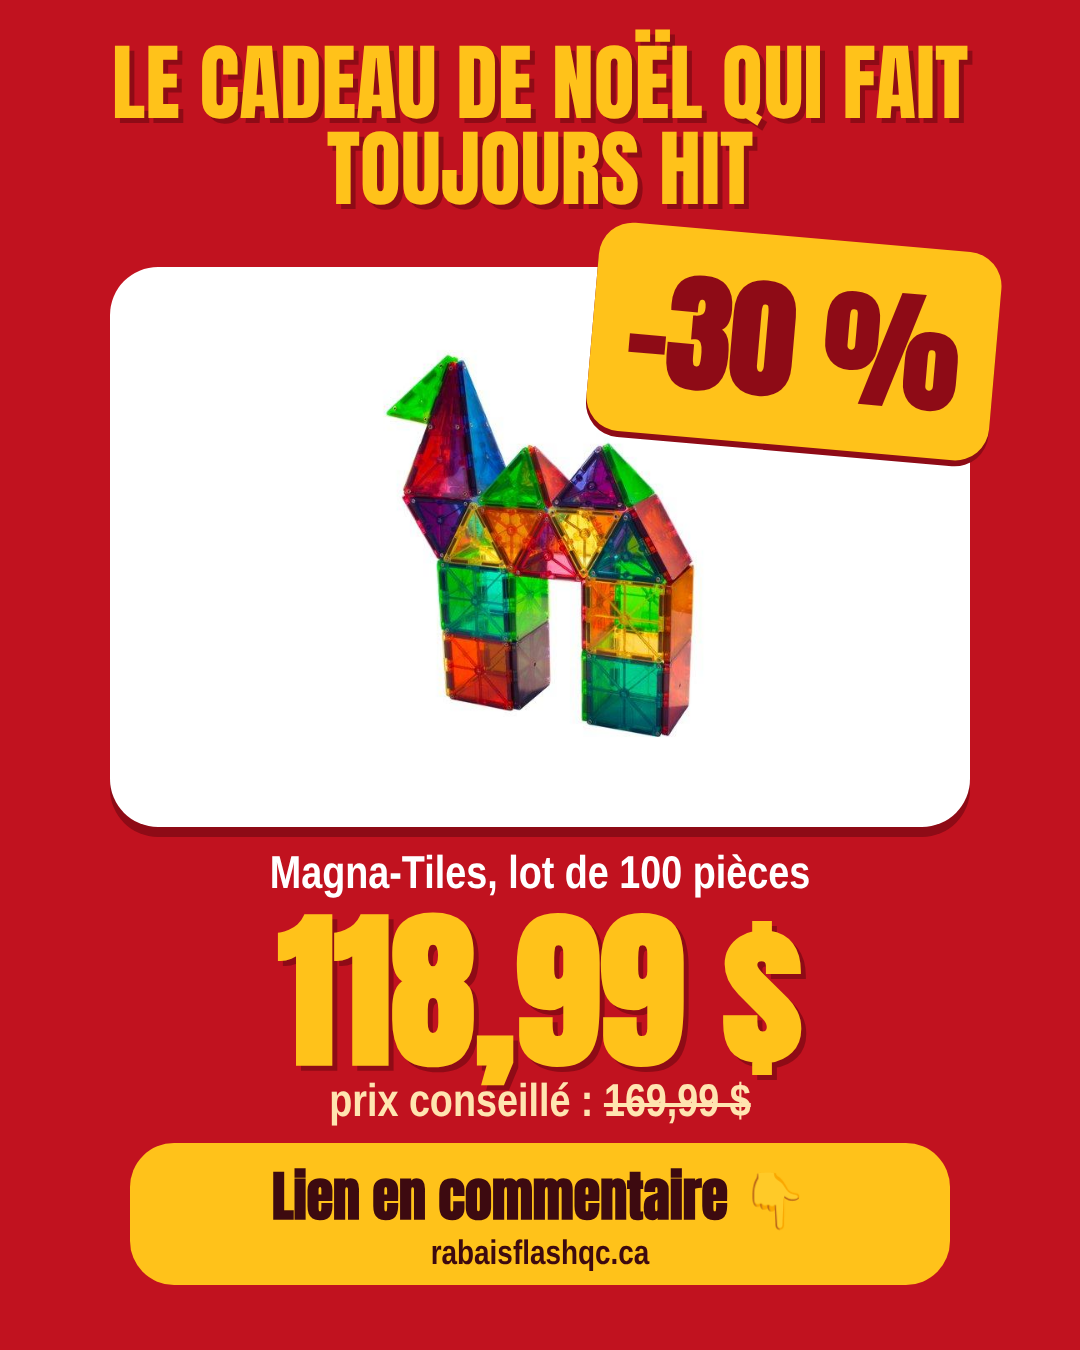 LE CADEAU DE NOËL QUI FAIT
TOUJOURS HIT
-30 %
Magna-Tiles, lot de 100 pièces
118,99 $
prix conseillé : 169,99 $
Lien en commentaire 👇
rabaisflashqc.ca